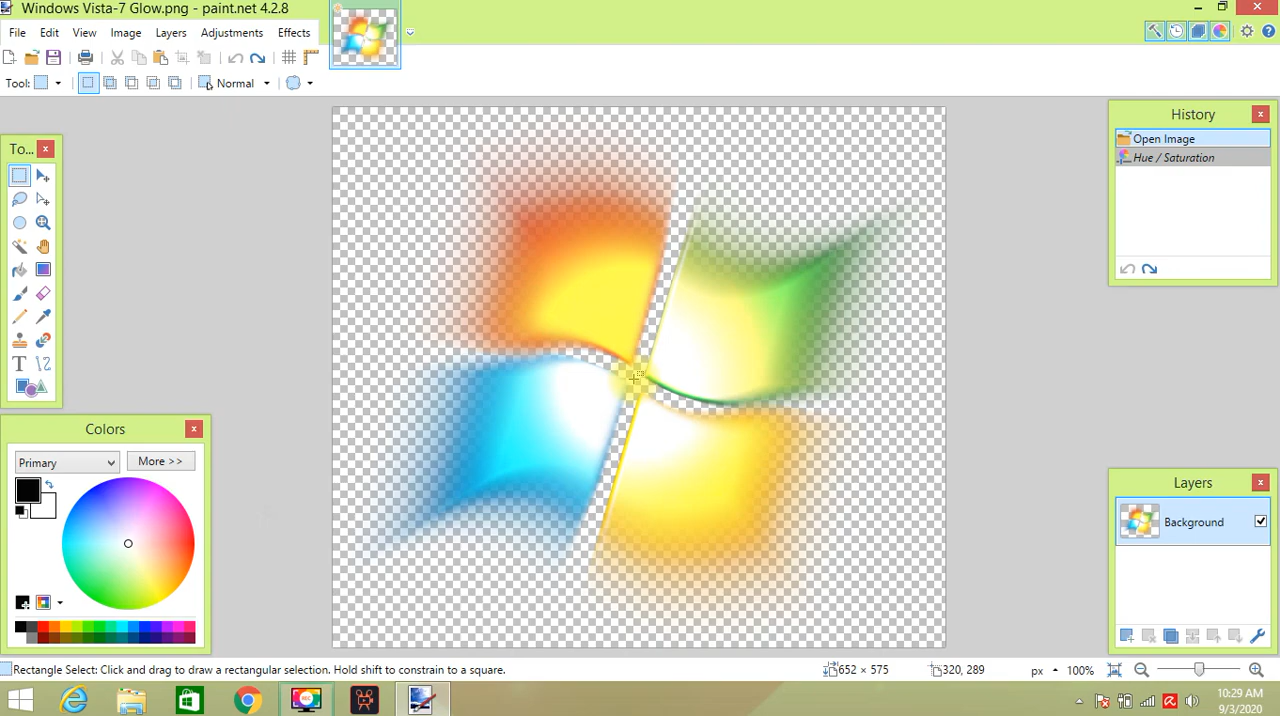 Windows Vista-7 Glow.png - paint.net 4.2.8
File Edit View Image Layers Adjustments Effects
Tool: Normal
To...
History
Open Image
Hue / Saturation
Colors
Primary
More >>
Layers
Background
Rectangle Select: Click and drag to draw a rectangular selection. Hold shift to constrain to a square.
652 × 575
320, 289
px
100%
10:29 AM
9/3/2020